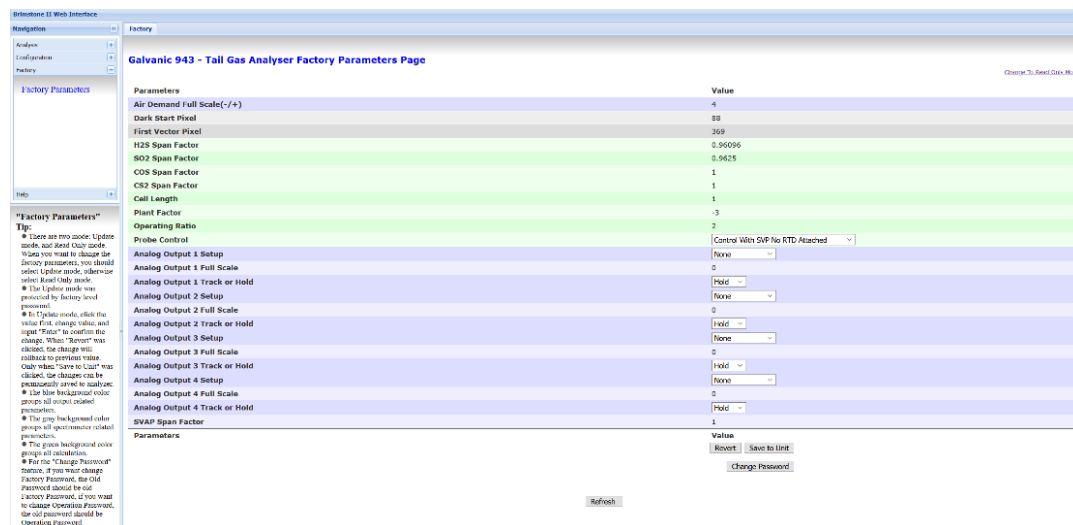 Brimstone II Web Interface
Navigation
Analysis
Configuration
Factory
Factory Parameters
Help
"Factory Parameters"
Tip:
There are two mode: Update
mode, and Read Only mode.
When you want to change the
factory parameters, you should
select Update mode, otherwise
select Read Only mode.
The Update mode was
protected by factory level
password.
In Update mode, click the
value first, change value, and
input "Enter" to confirm the
change. When "Revert" was
clicked, the change will
rollback to previous value.
Only when "Save to Unit" was
clicked, the changes can be
permanently saved to analyzer.
The blue background color
groups all output related
parameters.
The gray background color
groups all spectrometer related
parameters.
The green background color
groups all calculation.
For the "Change Password"
feature, if you want change
Factory Password, the Old
Password should be old
Factory Password, if you want
to change Operation Password,
the old password should be
Operation Password.
Factory
Galvanic 943 - Tail Gas Analyser Factory Parameters Page
Change To Read Only Mo
Parameters Value
Air Demand Full Scale(-/+) 4
Dark Start Pixel 88
First Vector Pixel 369
H2S Span Factor 0.96096
SO2 Span Factor 0.9625
COS Span Factor 1
CS2 Span Factor 1
Cell Length 1
Plant Factor -3
Operating Ratio 2
Probe Control Control With SVP No RTD Attached
Analog Output 1 Setup None
Analog Output 1 Full Scale 0
Analog Output 1 Track or Hold Hold
Analog Output 2 Setup None
Analog Output 2 Full Scale 0
Analog Output 2 Track or Hold Hold
Analog Output 3 Setup None
Analog Output 3 Full Scale 0
Analog Output 3 Track or Hold Hold
Analog Output 4 Setup None
Analog Output 4 Full Scale 0
Analog Output 4 Track or Hold Hold
SVAP Span Factor 1
Parameters Value
Revert Save to Unit
Change Password
Refresh